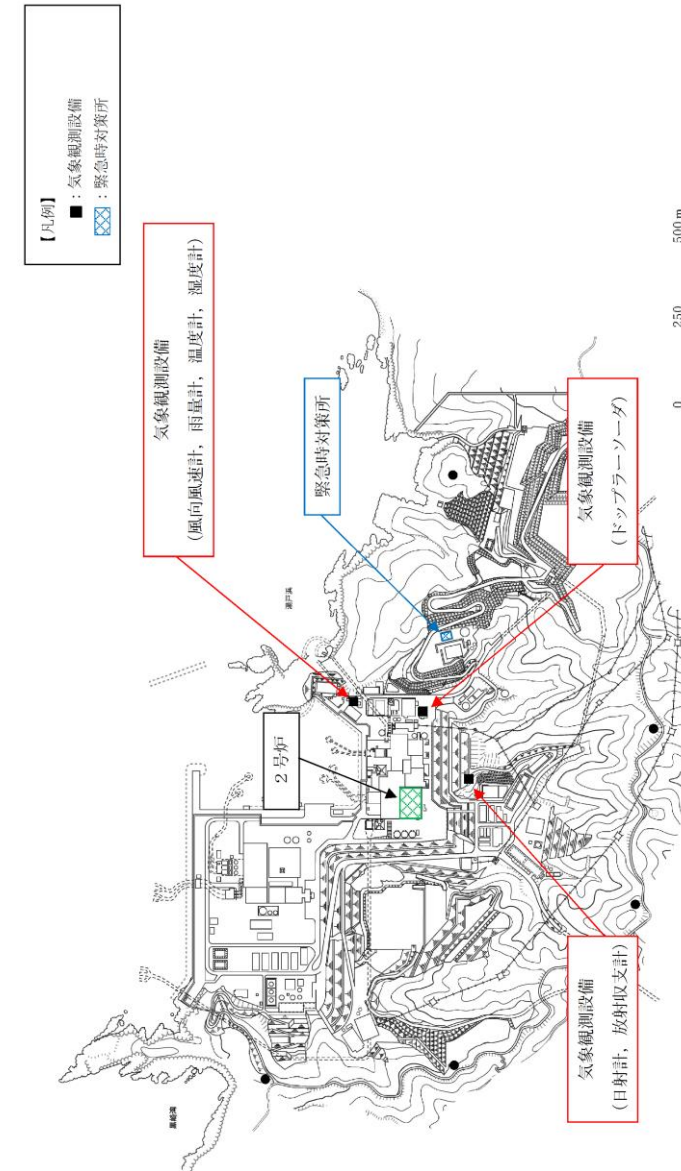 【凡例】
■：気象観測設備
：緊急時対策所
気象観測設備
(風向風速計，雨量計，温度計，湿度計)
緊急時対策所
２号炉
気象観測設備
(ドップラーソーダ)
気象観測設備
(日射計，放射収支計)
0
250
500m